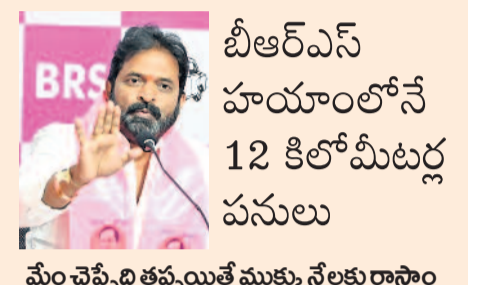 BRS
బీఆర్ఎస్
హయాంలోనే
12 కిలోమీటర్ల
పనులు
మేం చెప్పేది తప్పయితే ముక్కు నేలకు రాస్తాం